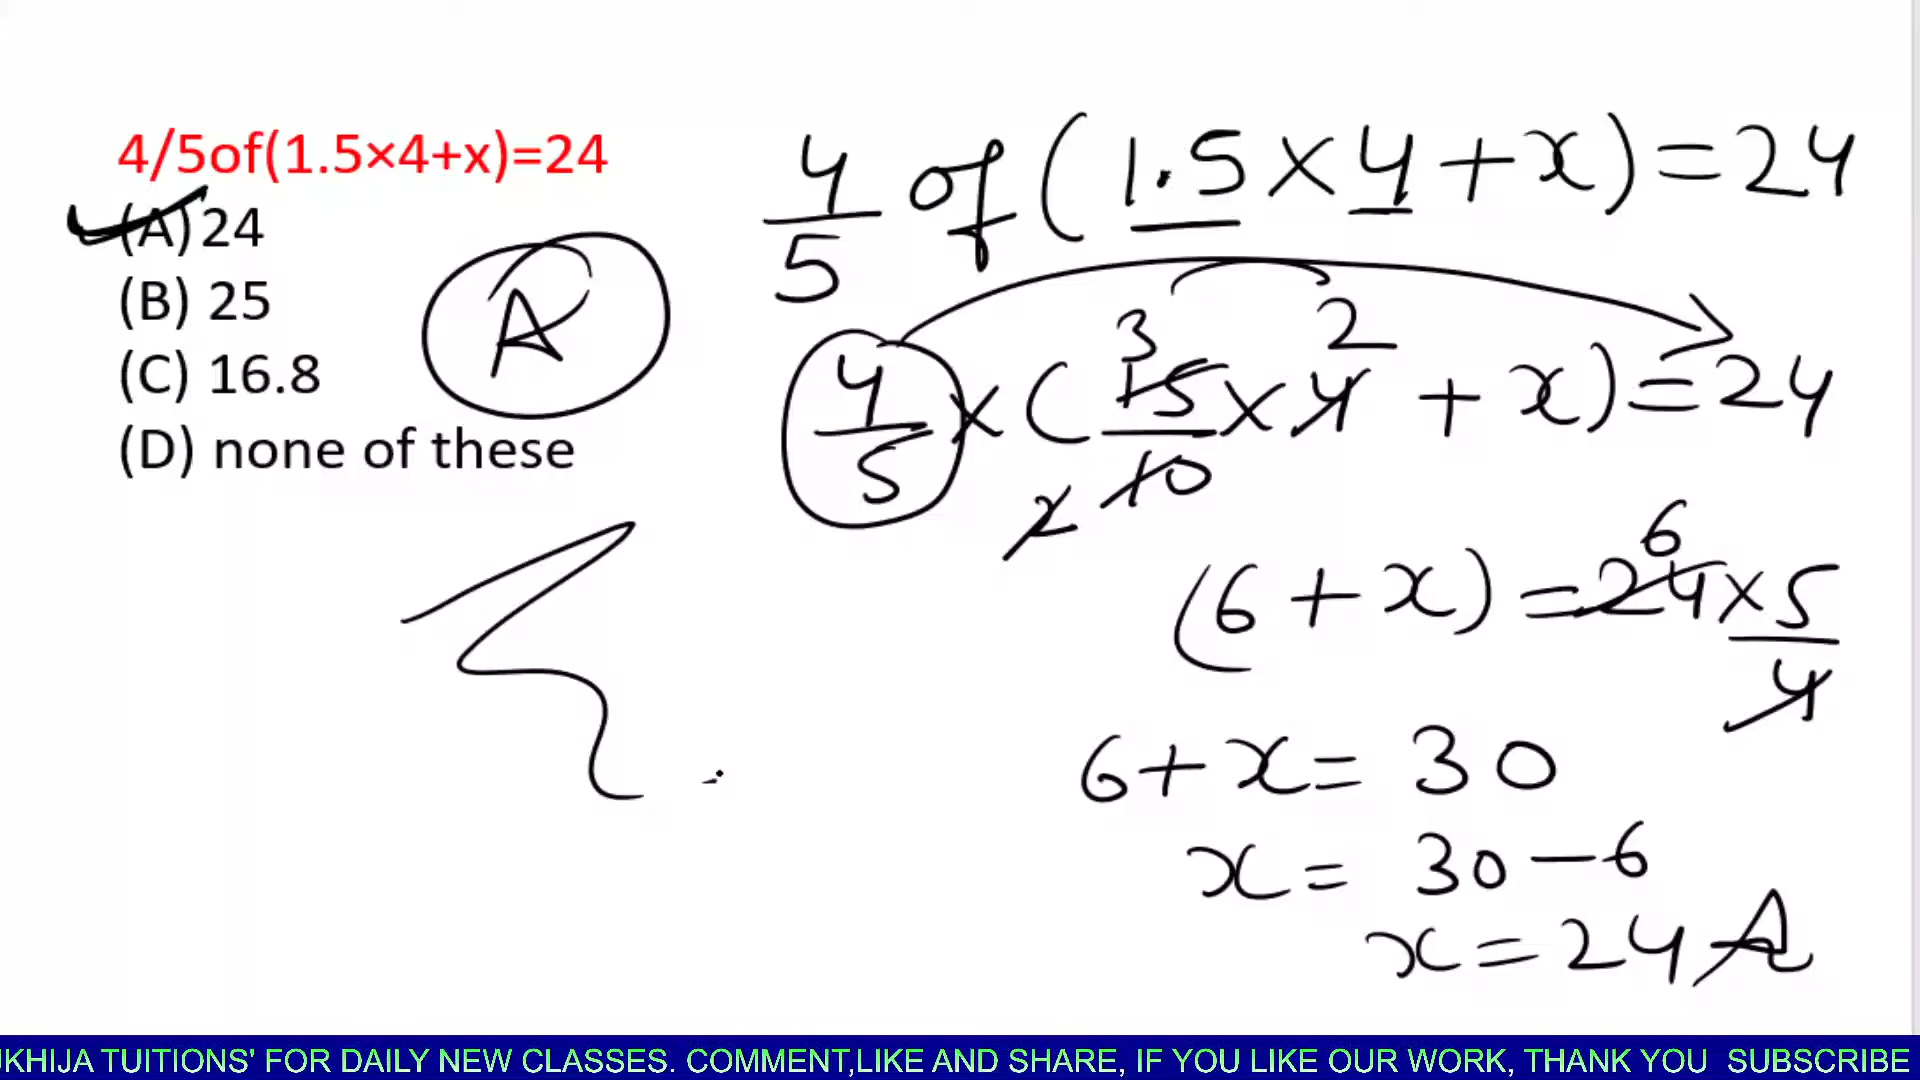 4/5of(1.5×4+x)=24
(A) 24
(B) 25
(C) 16.8
(D) none of these
A
4/5 of (1.5 × 4 + x) = 24
3 2
4/5 × (15/10 × 4 + x) = 24
2
6
(6 + x) = 24 × 5/4
6 + x = 30
x = 30 − 6
x = 24 A
UKHIJA TUITIONS' FOR DAILY NEW CLASSES. COMMENT,LIKE AND SHARE, IF YOU LIKE OUR WORK, THANK YOU SUBSCRIBE